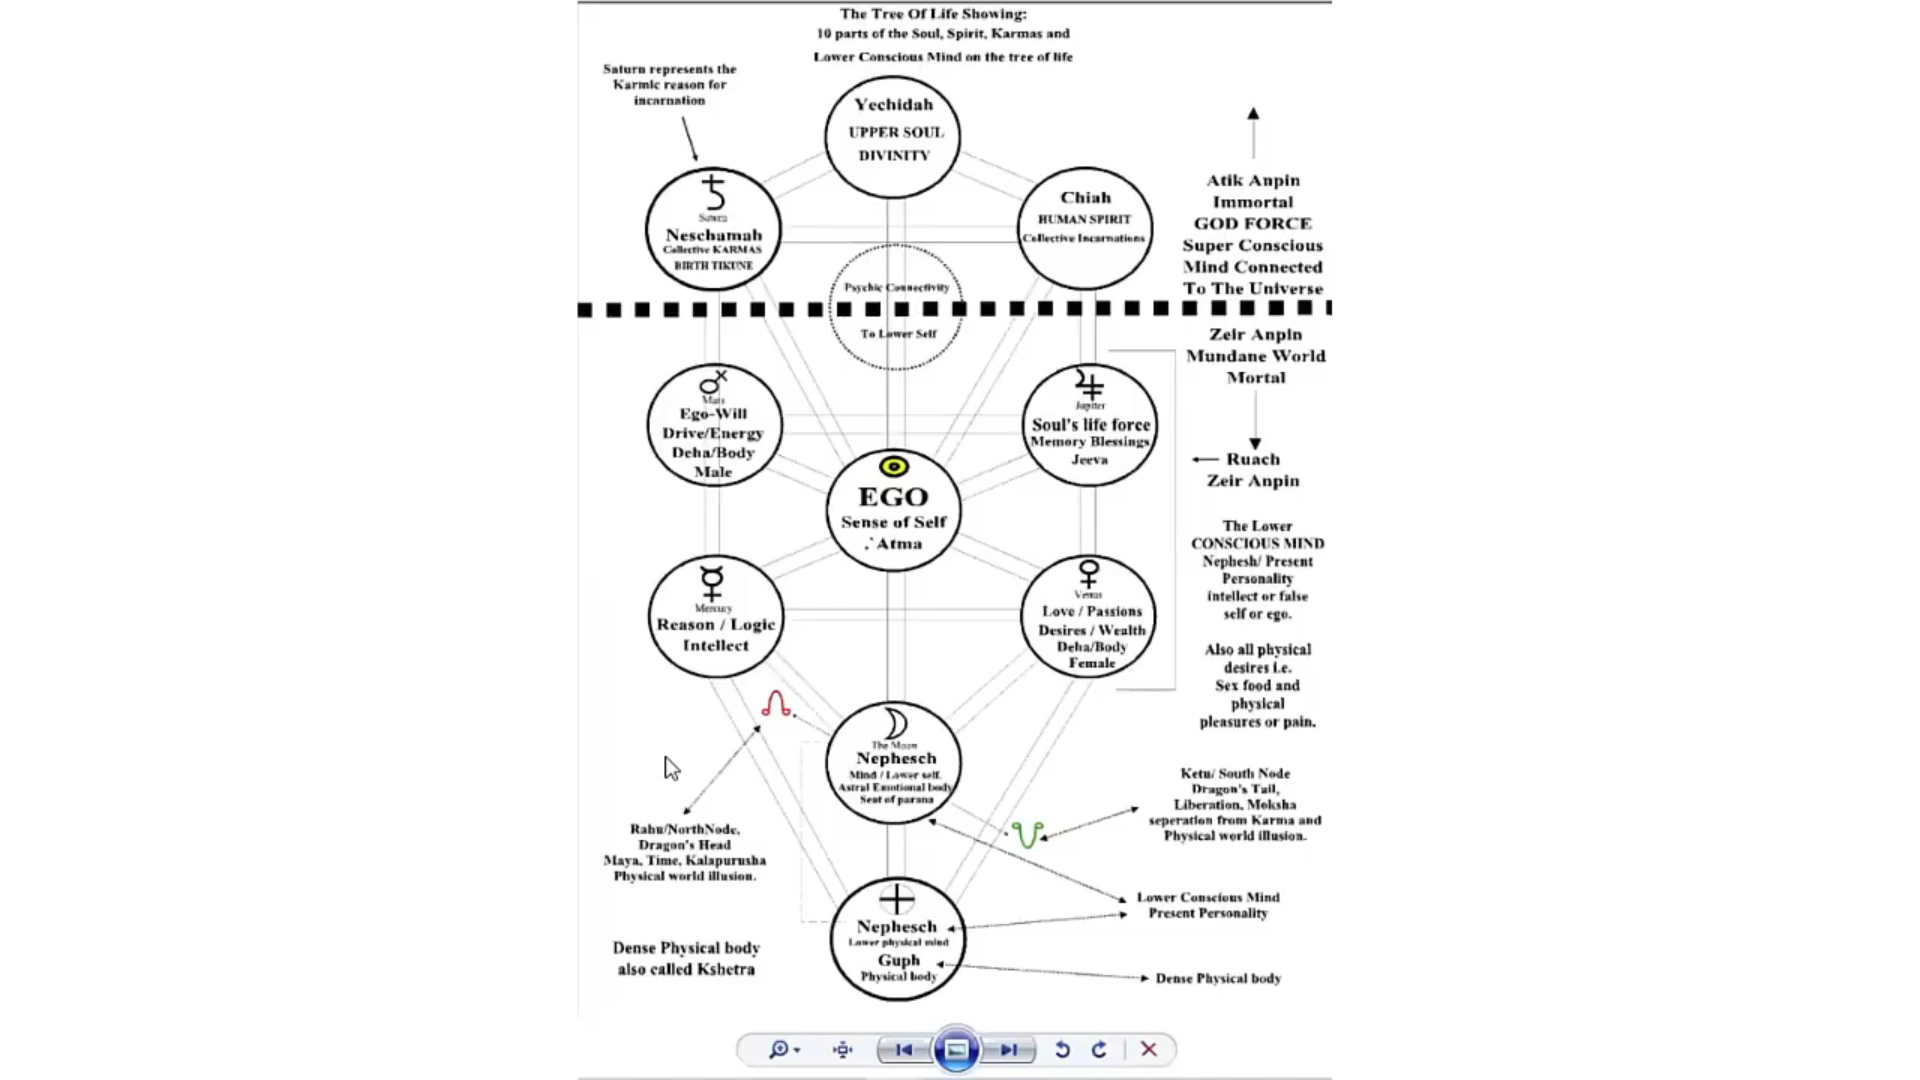 The Tree Of Life Showing:
10 parts of the Soul, Spirit, Karmas and
Lower Conscious Mind on the tree of life
Saturn represents the
Karmic reason for
incarnation
Yechidah
UPPER SOUL
DIVINITY
Neschamah
Collective KARMAS
BIRTH TIKUNE
Chiah
HUMAN SPIRIT
Collective Incarnations
Atik Anpin
Immortal
GOD FORCE
Super Conscious
Mind Connected
To The Universe
Psychic Connectivity
To Lower Self
Zeir Anpin
Mundane World
Mortal
Mars
Ego-Will
Drive/Energy
Deha/Body
Male
Jupiter
Soul's life force
Memory Blessings
Jeeva
Ruach
Zeir Anpin
EGO
Sense of Self
Atma
The Lower
CONSCIOUS MIND
Nephesh/ Present
Personality
intellect or false
self or ego.
Also all physical
desires i.e.
Sex food and
physical
pleasures or pain.
Mercury
Reason / Logic
Intellect
Venus
Love / Passions
Desires / Wealth
Deha/Body
Female
The Moon
Nephesch
Mind / Lower self.
Astral Emotional body
Seat of parana
Rahu/NorthNode,
Dragon's Head
Maya, Time, Kalapurusha
Physical world illusion.
Ketu/ South Node
Dragon's Tail,
Liberation, Moksha
seperation from Karma and
Physical world illusion.
Lower Conscious Mind
Present Personality
Nephesch
Lower physical mind
Guph
Physical body
Dense Physical body
also called Kshetra
Dense Physical body